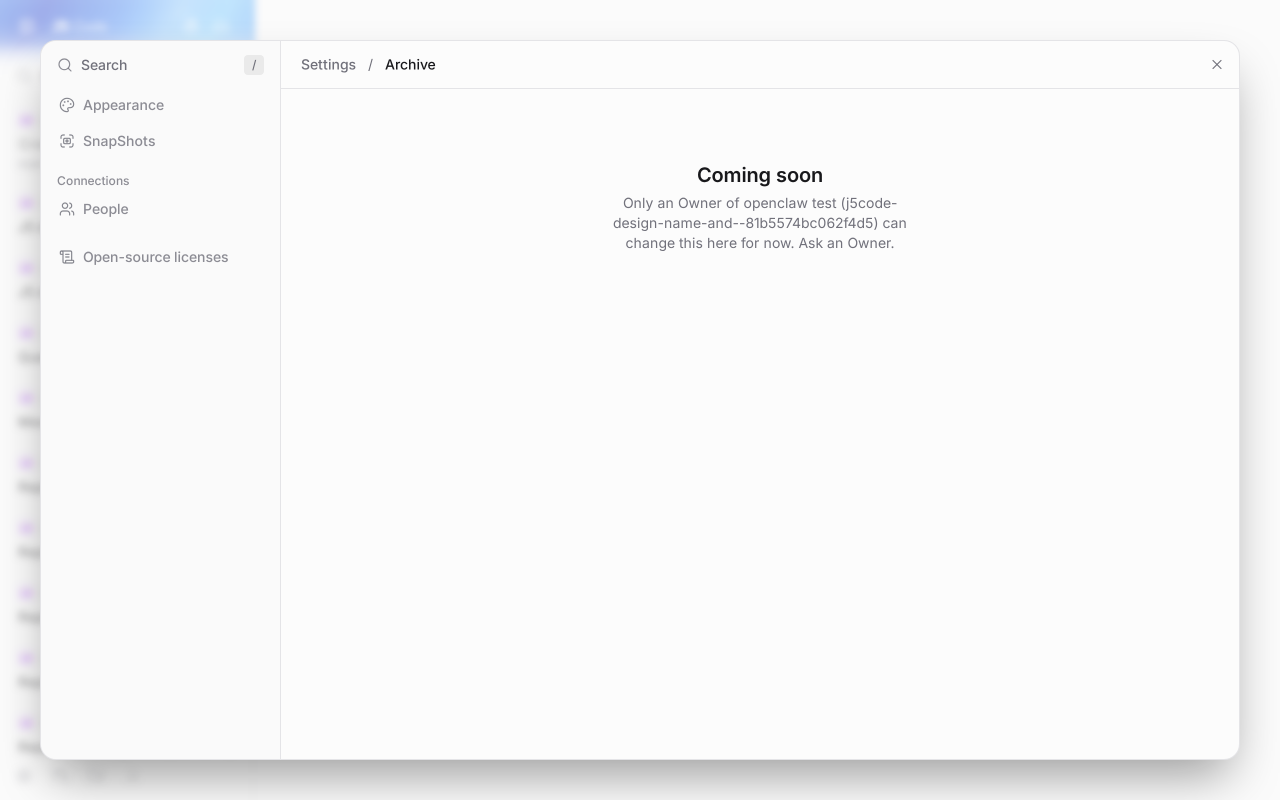 Search
/
Appearance
SnapShots
Connections
People
Open-source licenses
Settings / Archive
Coming soon
Only an Owner of openclaw test (j5code-
design-name-and--81b5574bc062f4d5) can
change this here for now. Ask an Owner.